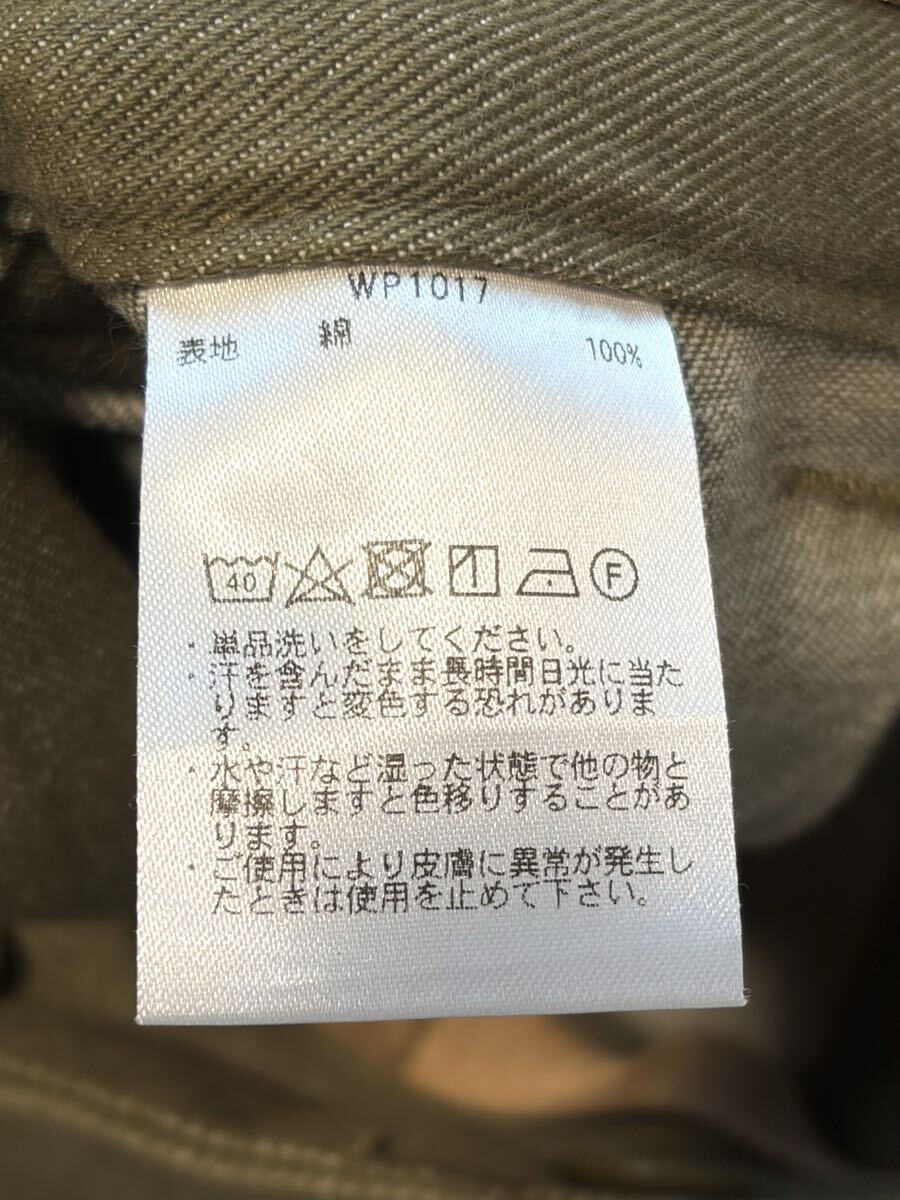 WP1017
表地 綿 100%
40 F
・単品洗いをしてください。
・汗を含んだまま長時間日光に当た
りますと変色する恐れがありま
す。
・水や汗など湿った状態で他の物と
摩擦しますと色移りすることがあ
ります。
・ご使用により皮膚に異常が発生し
たときは使用を止めて下さい。